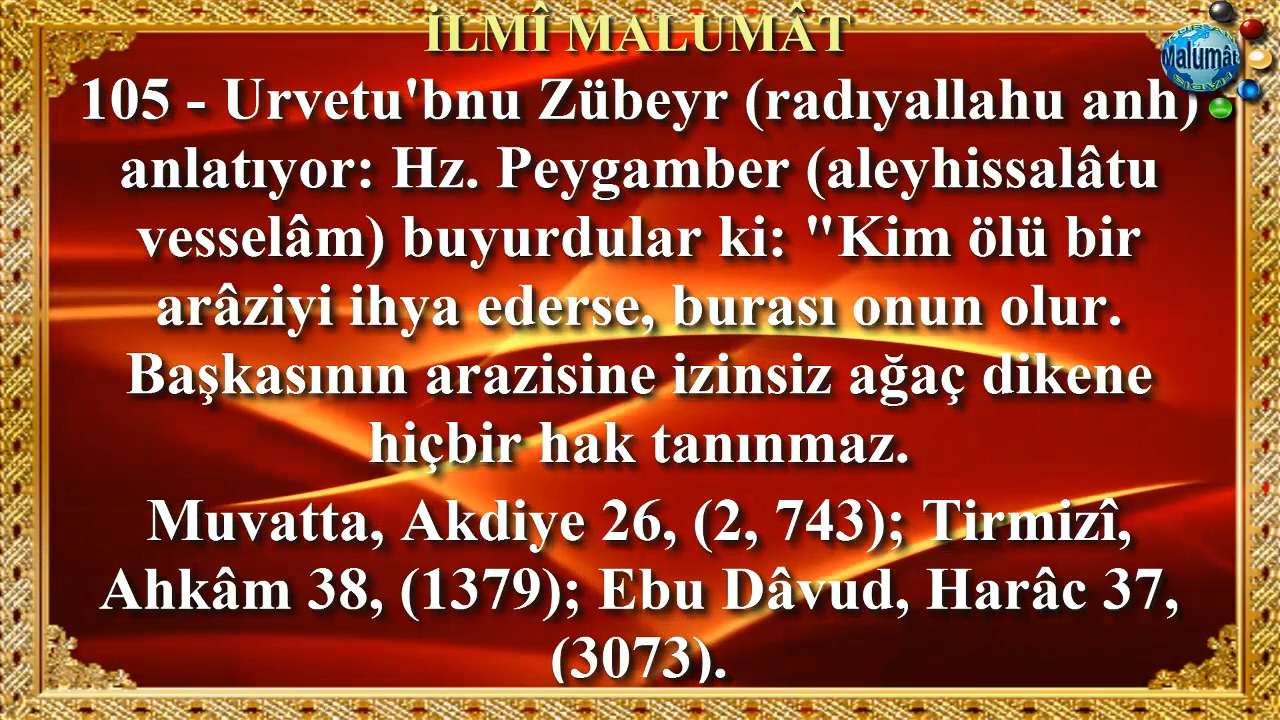 İLMÎ MALUMÂT
Malumât
105 - Urvetu'bnu Zübeyr (radıyallahu anh)
anlatıyor: Hz. Peygamber (aleyhissalâtu
vesselâm) buyurdular ki: "Kim ölü bir
arâziyi ihya ederse, burası onun olur.
Başkasının arazisine izinsiz ağaç dikene
hiçbir hak tanınmaz.
Muvatta, Akdiye 26, (2, 743); Tirmizî,
Ahkâm 38, (1379); Ebu Dâvud, Harâc 37,
(3073).